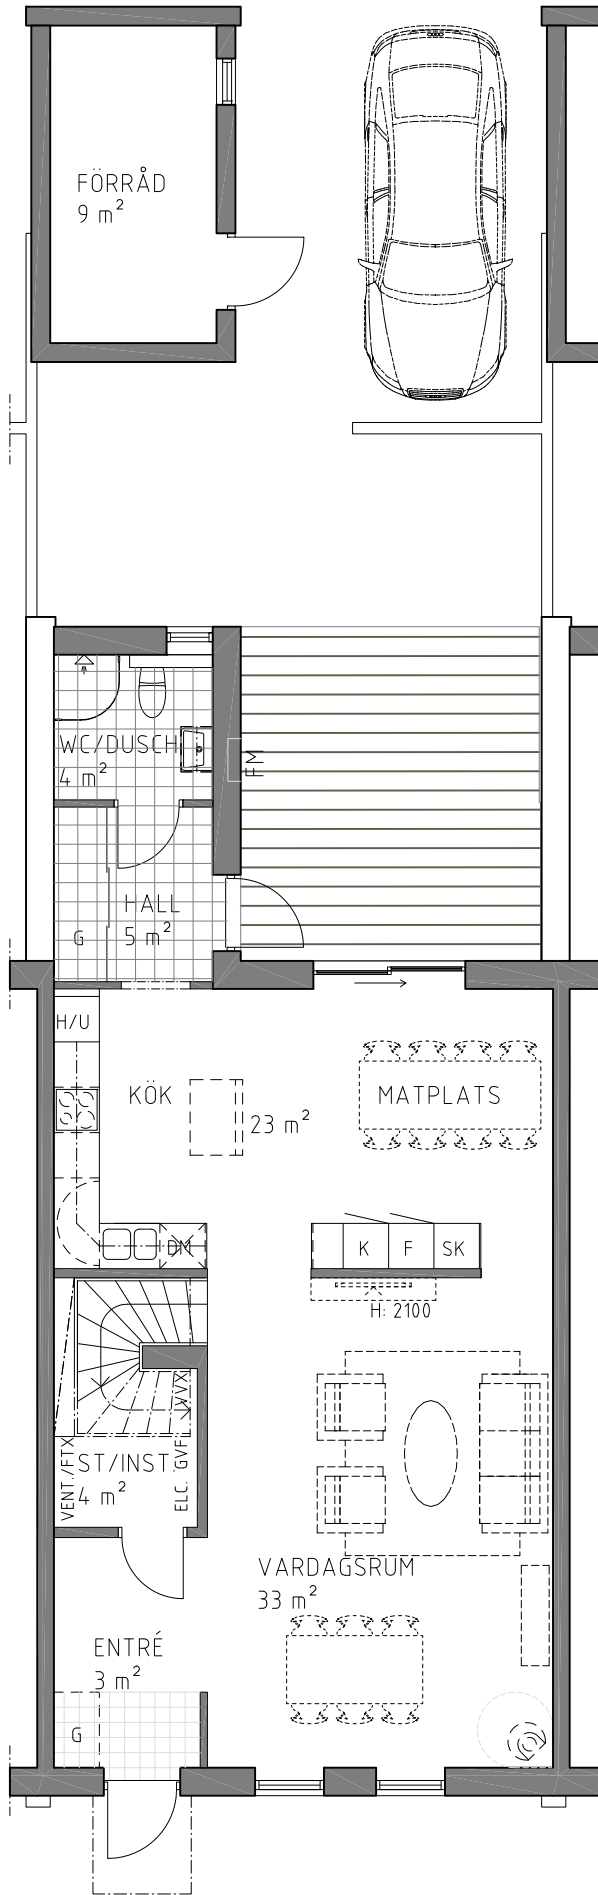 FÖRRÅD
9 m²
WC/DUSCH
4 m²
FM
HALL
5 m²
G
H/U
KÖK
23 m²
MATPLATS
DM
K
F
SK
H: 2100
VENT./FTX
ST/INST.
4 m²
ELC. GVF VVX
VARDAGSRUM
33 m²
ENTRÉ
3 m²
G